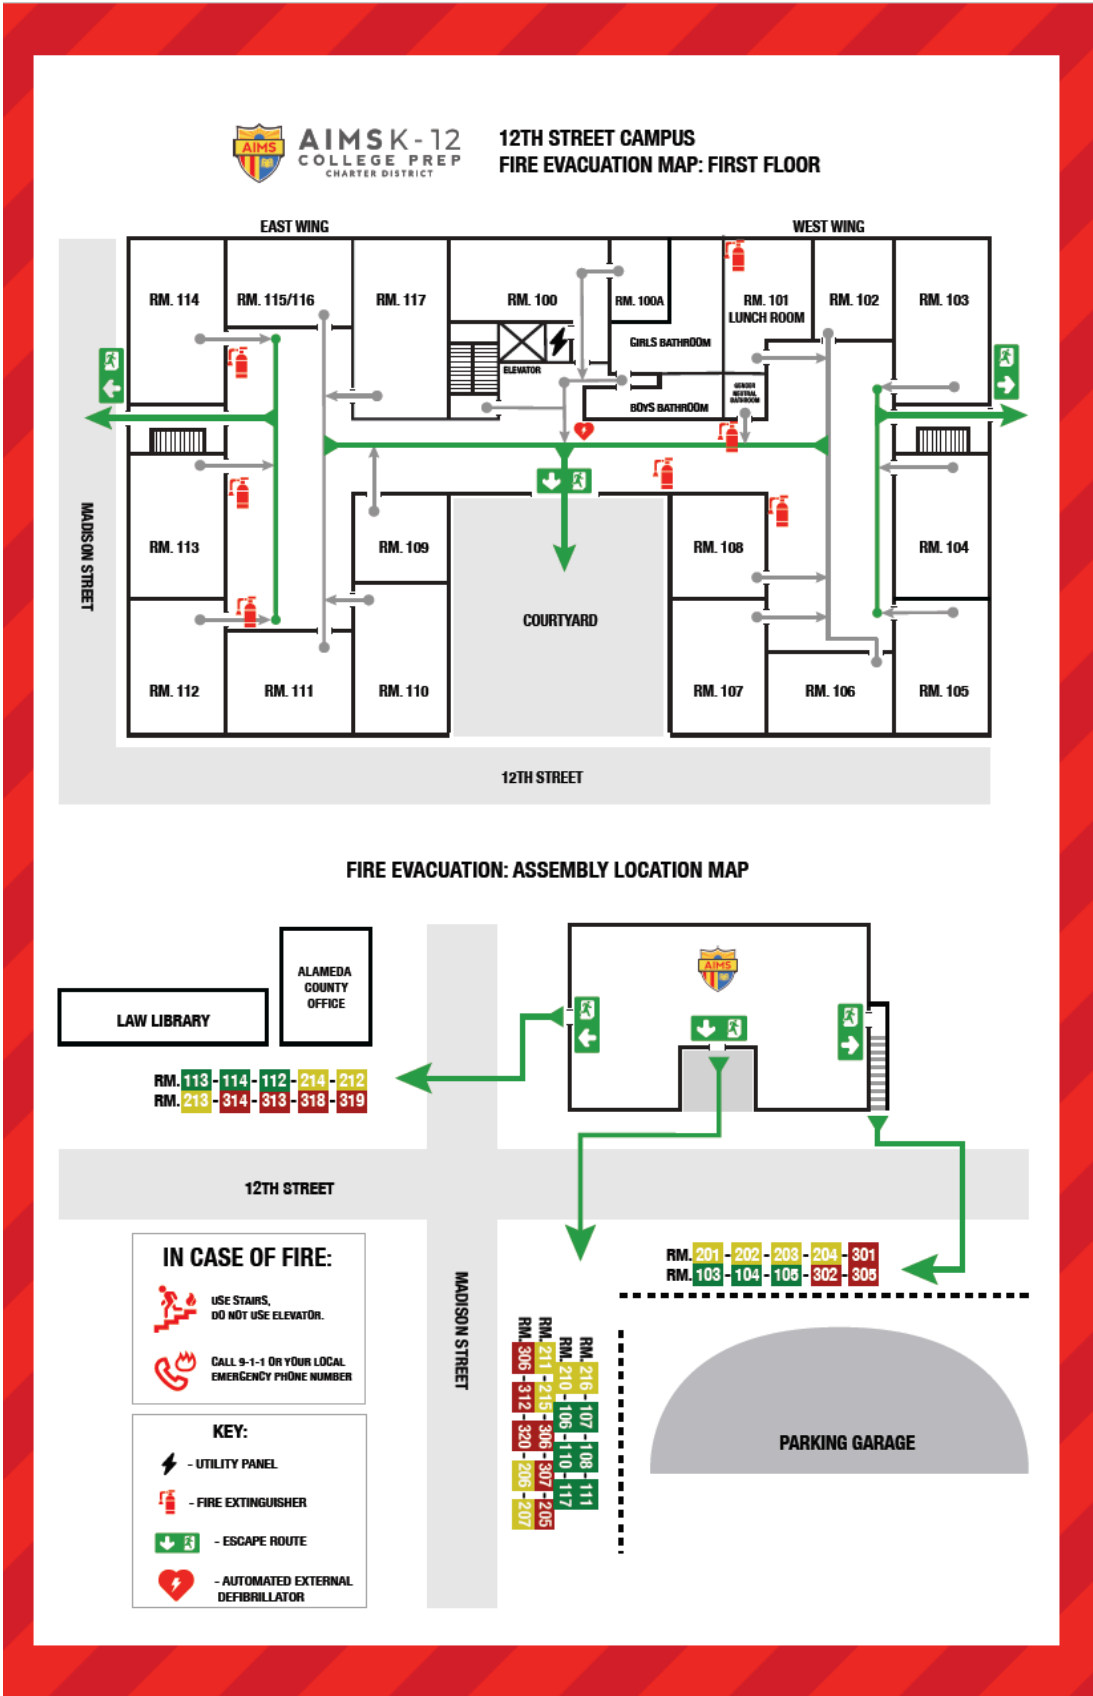 AIMS
AIMS K-12
COLLEGE PREP
CHARTER DISTRICT
12TH STREET CAMPUS
FIRE EVACUATION MAP: FIRST FLOOR
EAST WING
WEST WING
RM. 114
RM. 115/116
RM. 117
RM. 100
RM. 100A
RM. 101
LUNCH ROOM
RM. 102
RM. 103
GIRLS BATHROOM
ELEVATOR
GENDER
NEUTRAL
BATHROOM
BOYS BATHROOM
MADISON STREET
RM. 113
RM. 109
RM. 108
RM. 104
COURTYARD
RM. 112
RM. 111
RM. 110
RM. 107
RM. 106
RM. 105
12TH STREET
FIRE EVACUATION: ASSEMBLY LOCATION MAP
ALAMEDA
COUNTY
OFFICE
LAW LIBRARY
AIMS
RM. 113 - 114 - 112 - 214 - 212
RM. 213 - 314 - 313 - 318 - 319
12TH STREET
RM. 201 - 202 - 203 - 204 - 301
RM. 103 - 104 - 105 - 302 - 305
MADISON STREET
RM. 216 - 107 - 108 - 111
RM. 210 - 106 - 110 - 117
RM. 211 - 215 - 306 - 307 - 205
RM. 306 - 312 - 320 - 206 - 207
PARKING GARAGE
IN CASE OF FIRE:
USE STAIRS,
DO NOT USE ELEVATOR.
CALL 9-1-1 OR YOUR LOCAL
EMERGENCY PHONE NUMBER
KEY:
- UTILITY PANEL
- FIRE EXTINGUISHER
- ESCAPE ROUTE
- AUTOMATED EXTERNAL
DEFIBRILLATOR